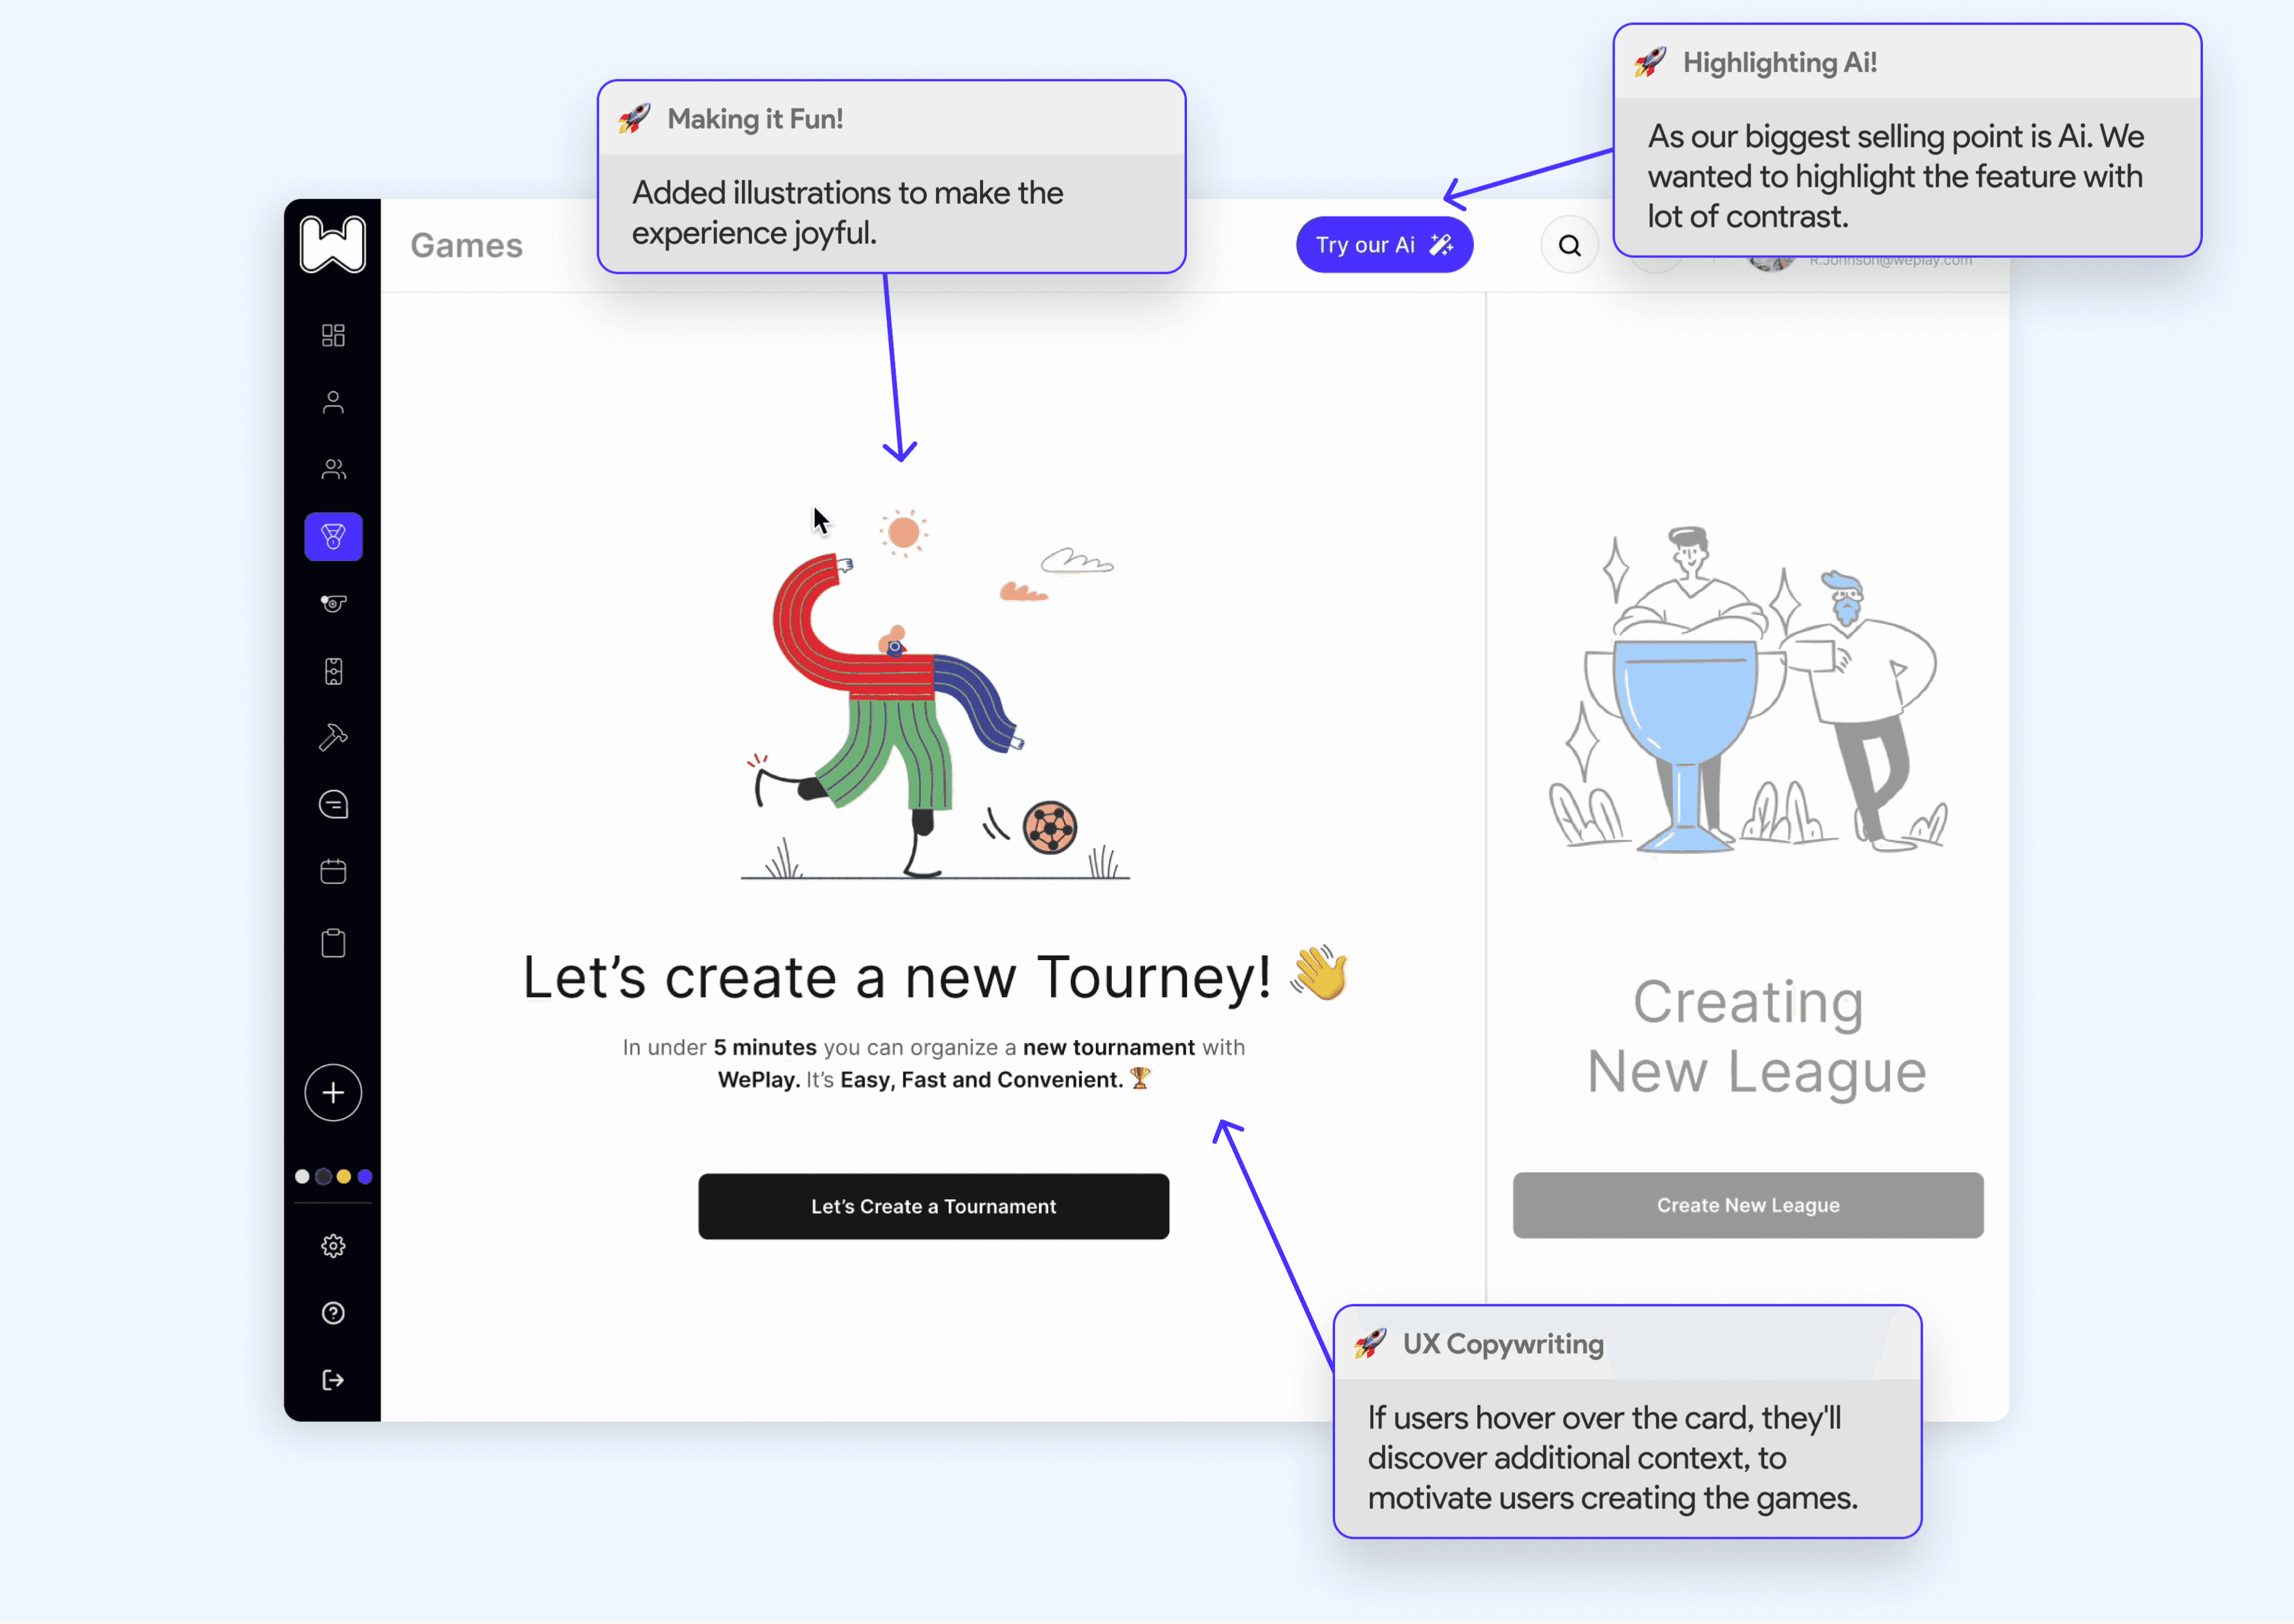 Highlighting Ai!
As our biggest selling point is Ai. We
wanted to highlight the feature with
lot of contrast.
Making it Fun!
Added illustrations to make the
experience joyful.
Games
Try our Ai
R.Johnson@weplay.com
Let's create a new Tourney! 👋
In under 5 minutes you can organize a new tournament with
WePlay. It's Easy, Fast and Convenient. 🏆
Let's Create a Tournament
Creating
New League
Create New League
UX Copywriting
If users hover over the card, they'll
discover additional context, to
motivate users creating the games.